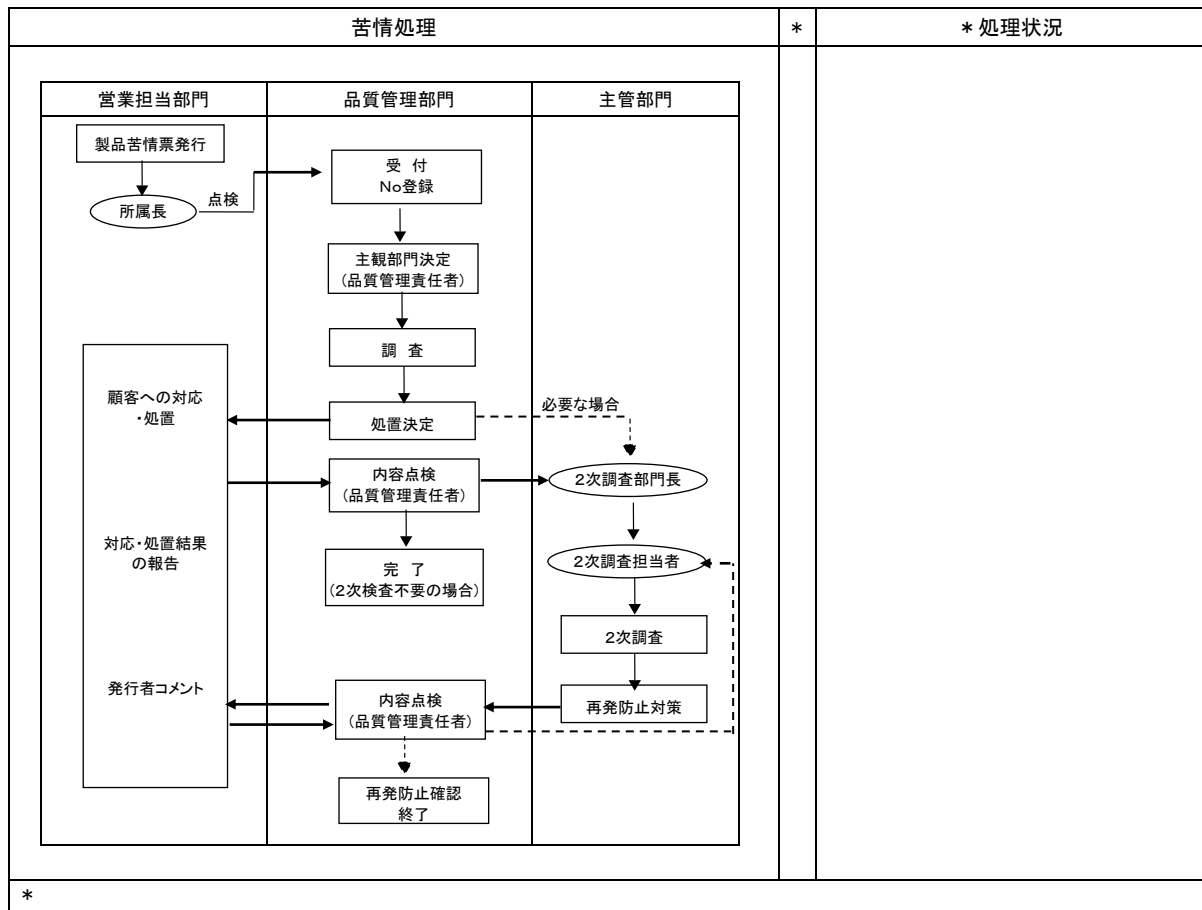 苦情処理
*
*処理状況
営業担当部門
品質管理部門
主管部門
製品苦情票発行
所属長
点検
受 付
No登録
主観部門決定
(品質管理責任者)
調 査
処置決定
必要な場合
顧客への対応
・処置
内容点検
(品質管理責任者)
2次調査部門長
対応・処置結果
の報告
完 了
(2次検査不要の場合)
2次調査担当者
2次調査
発行者コメント
内容点検
(品質管理責任者)
再発防止対策
再発防止確認
終了
*